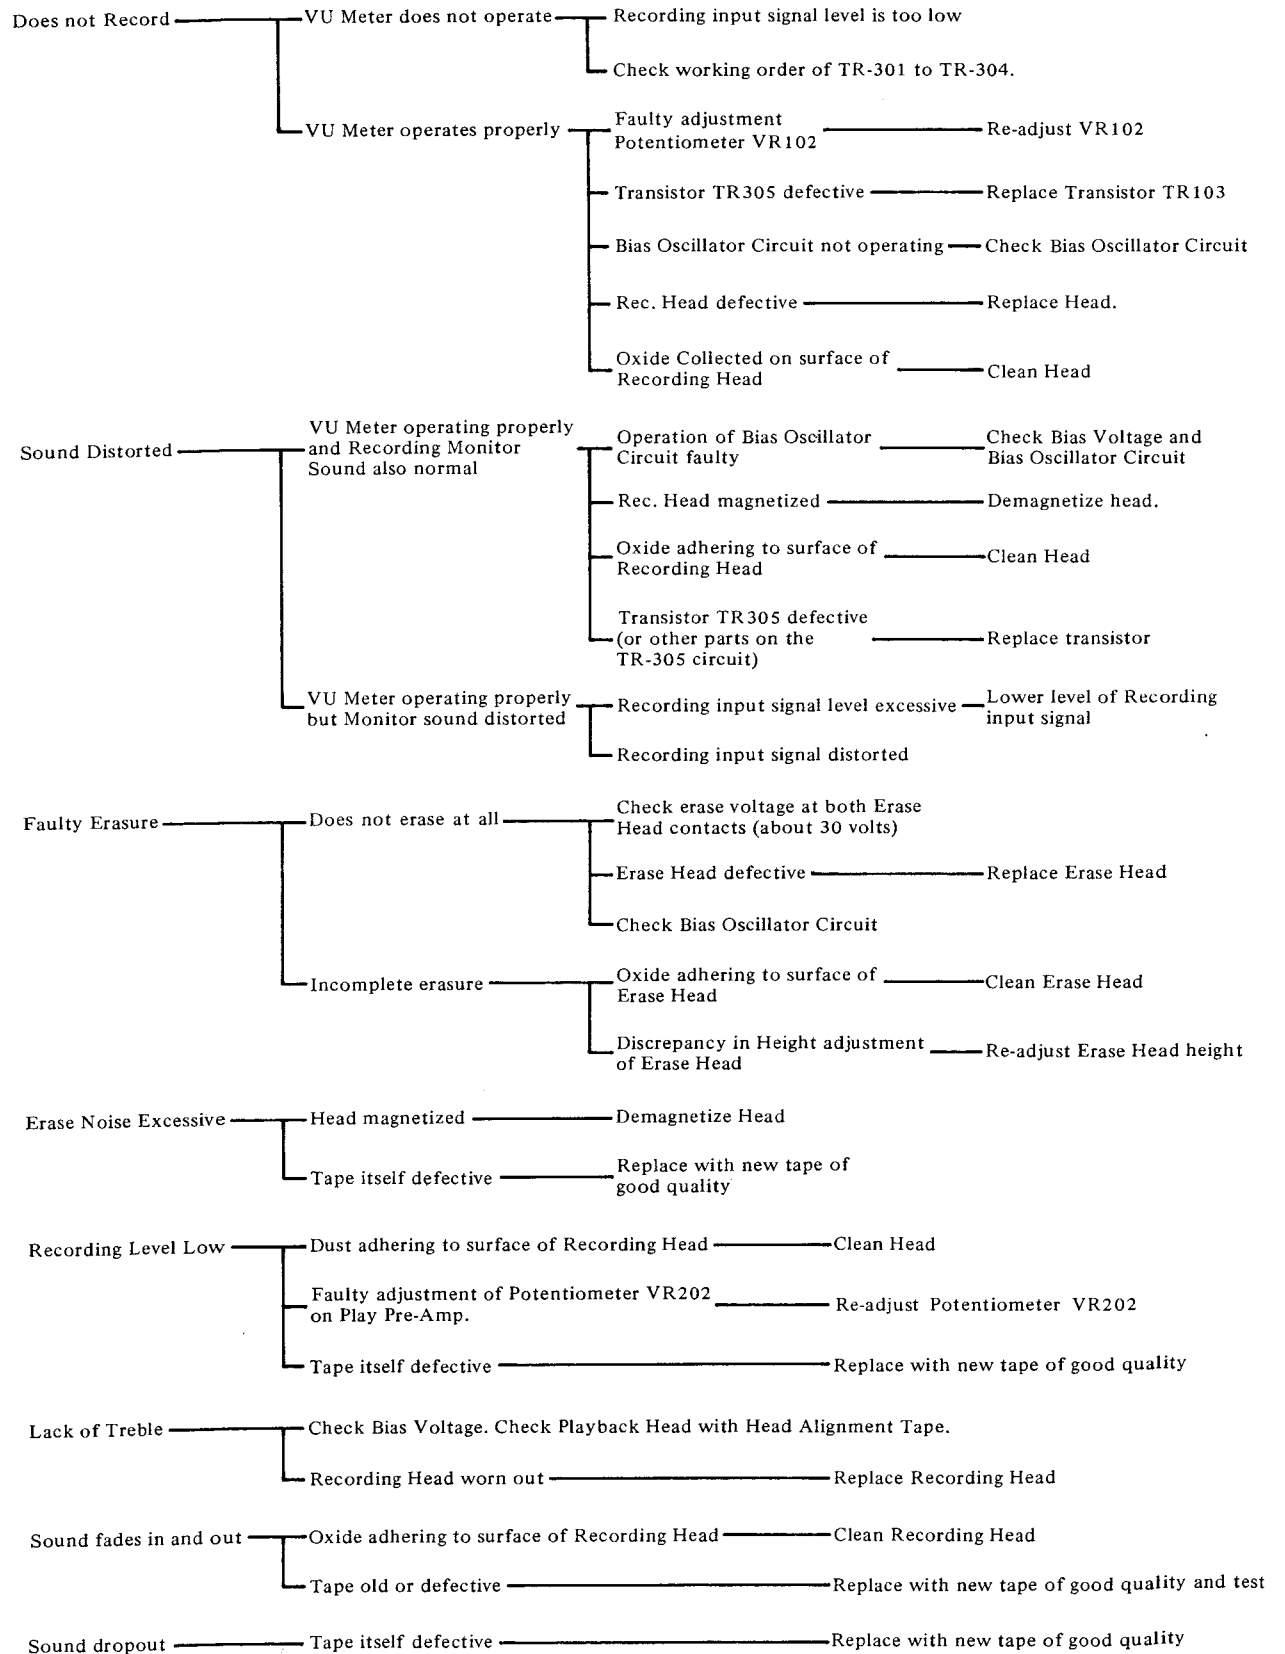 Does not Record
VU Meter does not operate
Recording input signal level is too low
Check working order of TR-301 to TR-304.
VU Meter operates properly
Faulty adjustment
Potentiometer VR102
Re-adjust VR102
Transistor TR305 defective
Replace Transistor TR103
Bias Oscillator Circuit not operating
Check Bias Oscillator Circuit
Rec. Head defective
Replace Head.
Oxide Collected on surface of
Recording Head
Clean Head
Sound Distorted
VU Meter operating properly
and Recording Monitor
Sound also normal
Operation of Bias Oscillator
Circuit faulty
Check Bias Voltage and
Bias Oscillator Circuit
Rec. Head magnetized
Demagnetize head.
Oxide adhering to surface of
Recording Head
Clean Head
Transistor TR305 defective
(or other parts on the
TR-305 circuit)
Replace transistor
VU Meter operating properly
but Monitor sound distorted
Recording input signal level excessive
Lower level of Recording
input signal
Recording input signal distorted
Faulty Erasure
Does not erase at all
Check erase voltage at both Erase
Head contacts (about 30 volts)
Erase Head defective
Replace Erase Head
Check Bias Oscillator Circuit
Incomplete erasure
Oxide adhering to surface of
Erase Head
Clean Erase Head
Discrepancy in Height adjustment
of Erase Head
Re-adjust Erase Head height
Erase Noise Excessive
Head magnetized
Demagnetize Head
Tape itself defective
Replace with new tape of
good quality
Recording Level Low
Dust adhering to surface of Recording Head
Clean Head
Faulty adjustment of Potentiometer VR202
on Play Pre-Amp.
Re-adjust Potentiometer VR202
Tape itself defective
Replace with new tape of good quality
Lack of Treble
Check Bias Voltage. Check Playback Head with Head Alignment Tape.
Recording Head worn out
Replace Recording Head
Sound fades in and out
Oxide adhering to surface of Recording Head
Clean Recording Head
Tape old or defective
Replace with new tape of good quality and test
Sound dropout
Tape itself defective
Replace with new tape of good quality